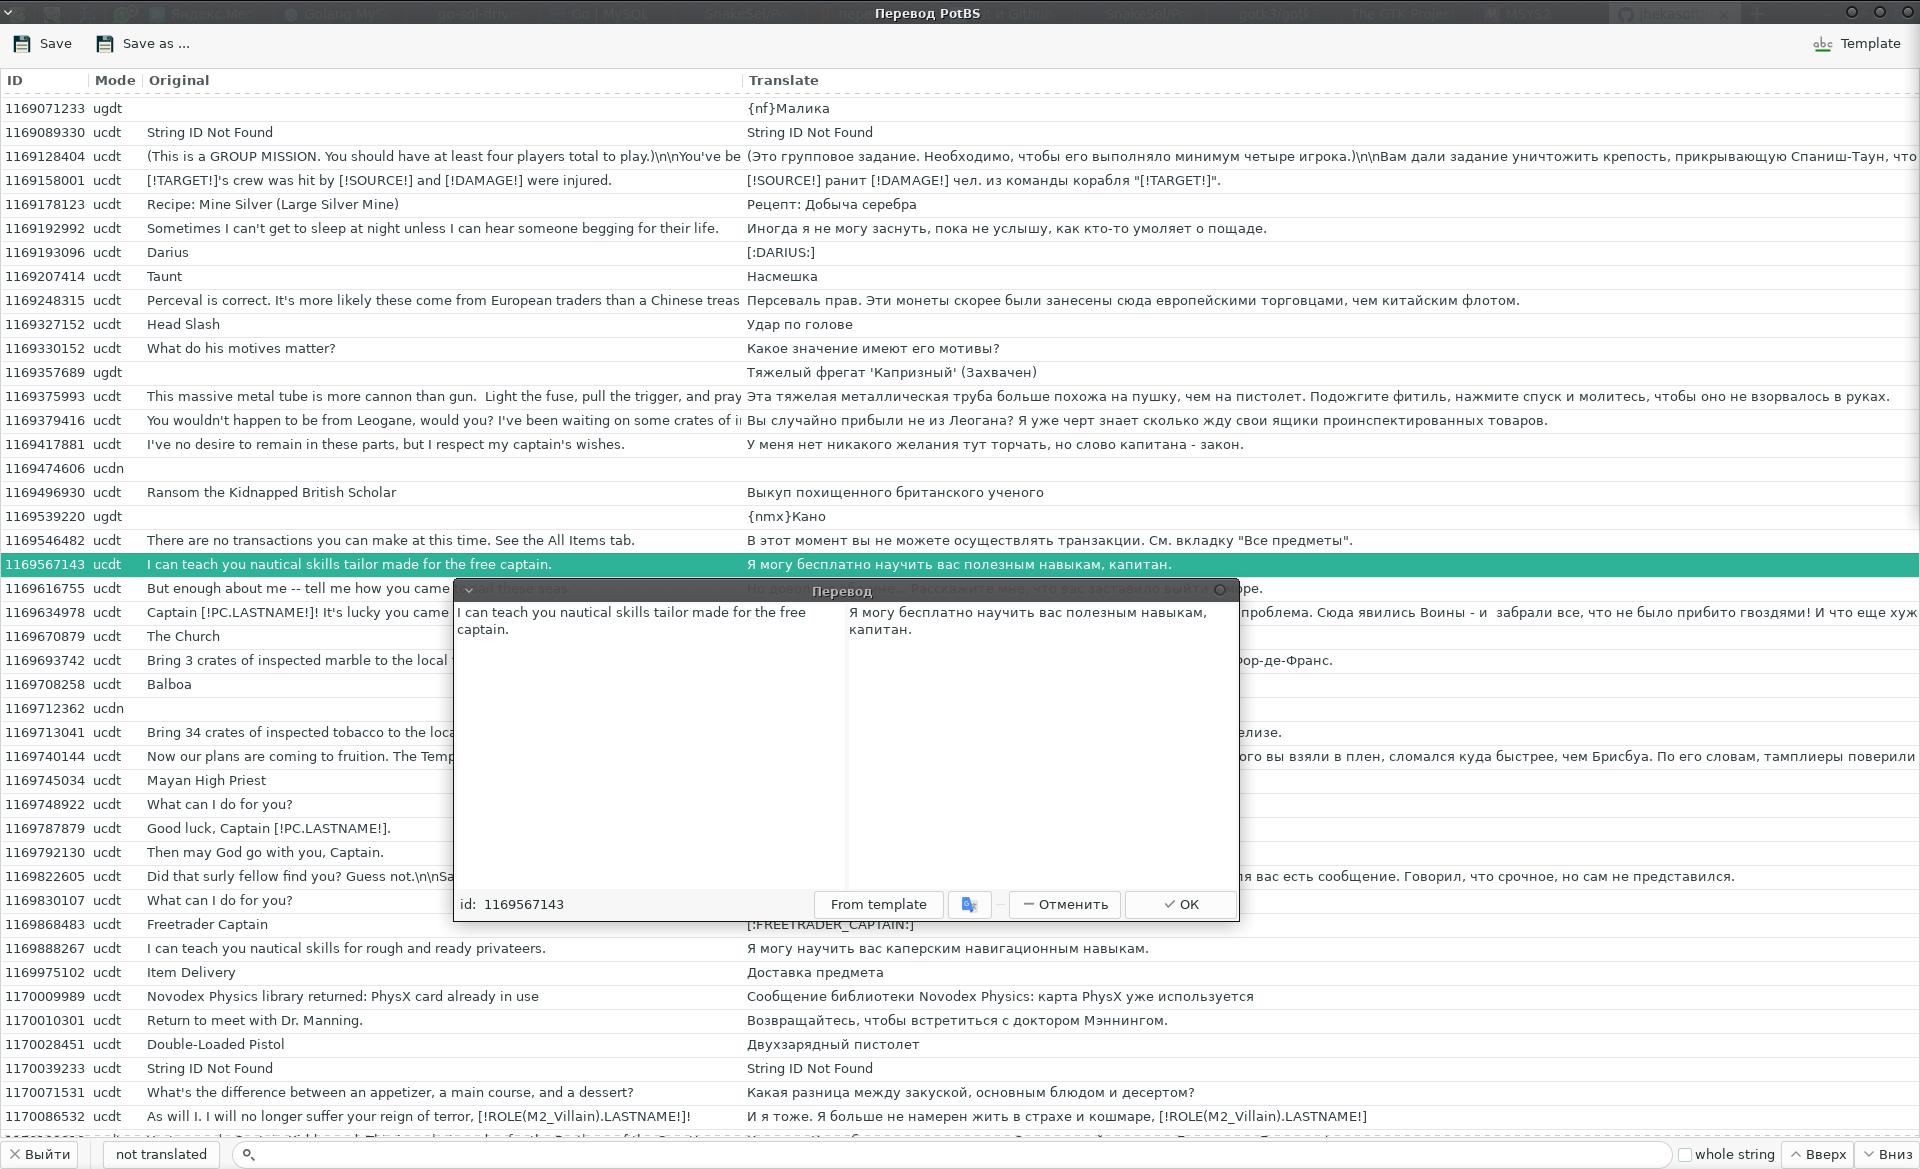 Перевод PotBS
Save Save as ... Template
ID Mode Original Translate
1169071233 ugdt {nf}Малика
1169089330 ucdt String ID Not Found String ID Not Found
1169128404 ucdt (This is a GROUP MISSION. You should have at least four players total to play.)\n\nYou've be (Это групповое задание. Необходимо, чтобы его выполняло минимум четыре игрока.)\n\nВам дали задание уничтожить крепость, прикрывающую Спаниш-Таун, что
1169158001 ucdt [!TARGET!]'s crew was hit by [!SOURCE!] and [!DAMAGE!] were injured. [!SOURCE!] ранит [!DAMAGE!] чел. из команды корабля "[!TARGET!]".
1169178123 ucdt Recipe: Mine Silver (Large Silver Mine) Рецепт: Добыча серебра
1169192992 ucdt Sometimes I can't get to sleep at night unless I can hear someone begging for their life. Иногда я не могу заснуть, пока не услышу, как кто-то умоляет о пощаде.
1169193096 ucdt Darius [:DARIUS:]
1169207414 ucdt Taunt Насмешка
1169248315 ucdt Perceval is correct. It's more likely these come from European traders than a Chinese treas Персеваль прав. Эти монеты скорее были занесены сюда европейскими торговцами, чем китайским флотом.
1169327152 ucdt Head Slash Удар по голове
1169330152 ucdt What do his motives matter? Какое значение имеют его мотивы?
1169357689 ugdt Тяжелый фрегат 'Капризный' (Захвачен)
1169375993 ucdt This massive metal tube is more cannon than gun.  Light the fuse, pull the trigger, and pray Эта тяжелая металлическая труба больше похожа на пушку, чем на пистолет. Подожгите фитиль, нажмите спуск и молитесь, чтобы оно не взорвалось в руках.
1169379416 ucdt You wouldn't happen to be from Leogane, would you? I've been waiting on some crates of i Вы случайно прибыли не из Леогана? Я уже черт знает сколько жду свои ящики проинспектированных товаров.
1169417881 ucdt I've no desire to remain in these parts, but I respect my captain's wishes. У меня нет никакого желания тут торчать, но слово капитана - закон.
1169474606 ucdn
1169496930 ucdt Ransom the Kidnapped British Scholar Выкуп похищенного британского ученого
1169539220 ugdt {nmx}Кано
1169546482 ucdt There are no transactions you can make at this time. See the All Items tab. В этот момент вы не можете осуществлять транзакции. См. вкладку "Все предметы".
1169567143 ucdt I can teach you nautical skills tailor made for the free captain. Я могу бесплатно научить вас полезным навыкам, капитан.
1169616755 ucdt But enough about me -- tell me how you came
1169634978 ucdt Captain [!PC.LASTNAME!]! It's lucky you came проблема. Сюда явились Воины - и  забрали все, что не было прибито гвоздями! И что еще хуж
1169670879 ucdt The Church
1169693742 ucdt Bring 3 crates of inspected marble to the local ор-де-Франс.
1169708258 ucdt Balboa
1169712362 ucdn
1169713041 ucdt Bring 34 crates of inspected tobacco to the loca елизе.
1169740144 ucdt Now our plans are coming to fruition. The Temp ого вы взяли в плен, сломался куда быстрее, чем Брисбуа. По его словам, тамплиеры поверили
1169745034 ucdt Mayan High Priest
1169748922 ucdt What can I do for you?
1169787879 ucdt Good luck, Captain [!PC.LASTNAME!].
1169792130 ucdt Then may God go with you, Captain.
1169822605 ucdt Did that surly fellow find you? Guess not.\n\nSa ля вас есть сообщение. Говорил, что срочное, но сам не представился.
1169830107 ucdt What can I do for you?
1169868483 ucdt Freetrader Captain [:FREETRADER_CAPTAIN:]
1169888267 ucdt I can teach you nautical skills for rough and ready privateers. Я могу научить вас каперским навигационным навыкам.
1169975102 ucdt Item Delivery Доставка предмета
1170009989 ucdt Novodex Physics library returned: PhysX card already in use Сообщение библиотеки Novodex Physics: карта PhysX уже используется
1170010301 ucdt Return to meet with Dr. Manning. Возвращайтесь, чтобы встретиться с доктором Мэннингом.
1170028451 ucdt Double-Loaded Pistol Двухзарядный пистолет
1170039233 ucdt String ID Not Found String ID Not Found
1170071531 ucdt What's the difference between an appetizer, a main course, and a dessert? Какая разница между закуской, основным блюдом и десертом?
1170086532 ucdt As will I. I will no longer suffer your reign of terror, [!ROLE(M2_Villain).LASTNAME!]! И я тоже. Я больше не намерен жить в страхе и кошмаре, [!ROLE(M2_Villain).LASTNAME!]
Перевод
I can teach you nautical skills tailor made for the free
captain.
Я могу бесплатно научить вас полезным навыкам,
капитан.
id: 1169567143 From template Отменить ОК
Выйти not translated whole string Вверх Вниз